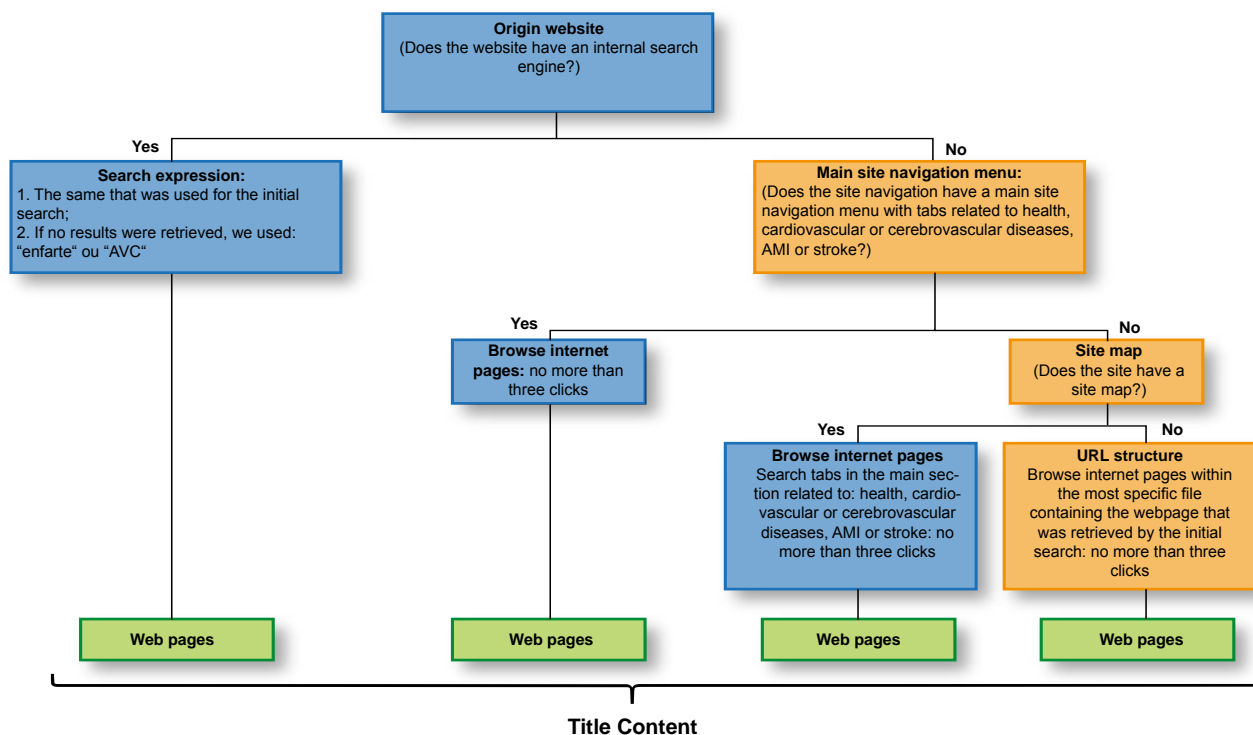 Origin website
(Does the website have an internal search
engine?)
Yes
No
Search expression:
1. The same that was used for the initial
search;
2. If no results were retrieved, we used:
“enfarte“ ou “AVC“
Main site navigation menu:
(Does the site navigation have a main site
navigation menu with tabs related to health,
cardiovascular or cerebrovascular diseases,
AMI or stroke?)
Yes
No
Browse internet
pages: no more than
three clicks
Site map
(Does the site have a
site map?)
Yes
No
Browse internet pages
Search tabs in the main sec-
tion related to: health, cardio-
vascular or cerebrovascular
diseases, AMI or stroke: no
more than three clicks
URL structure
Browse internet pages within
the most specific file
containing the webpage that
was retrieved by the initial
search: no more than three
clicks
Web pages
Web pages
Web pages
Web pages
Title Content